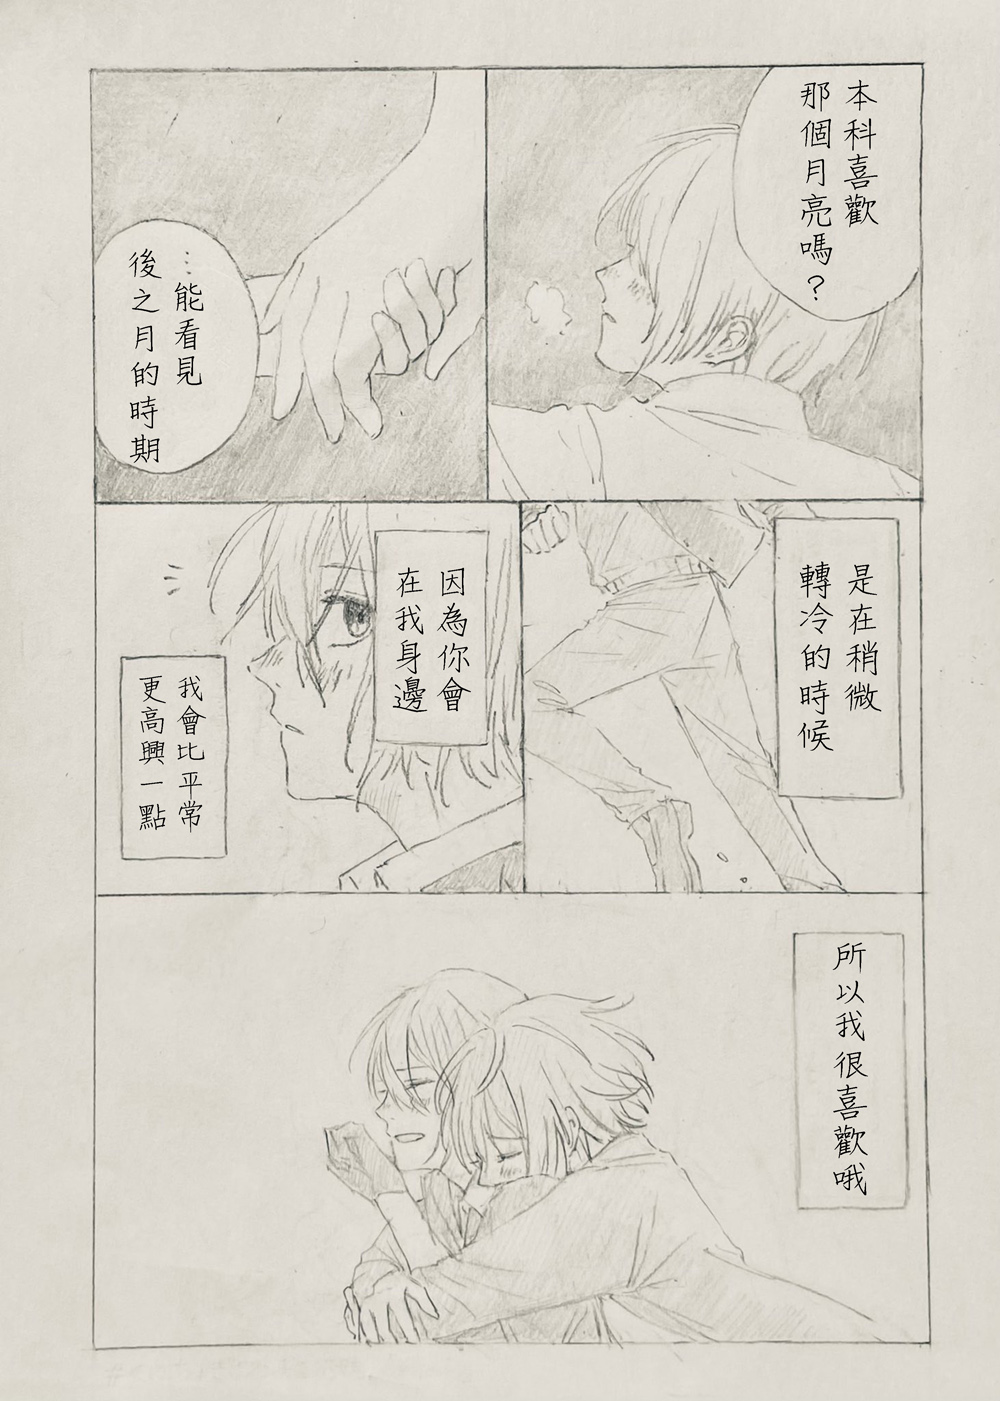 本科喜歡
那個月亮嗎？
…能看見
後之月的時期
是在稍微
轉冷的時候
因為你會
在我身邊
我會比平常
更高興一點
所以我很喜歡哦